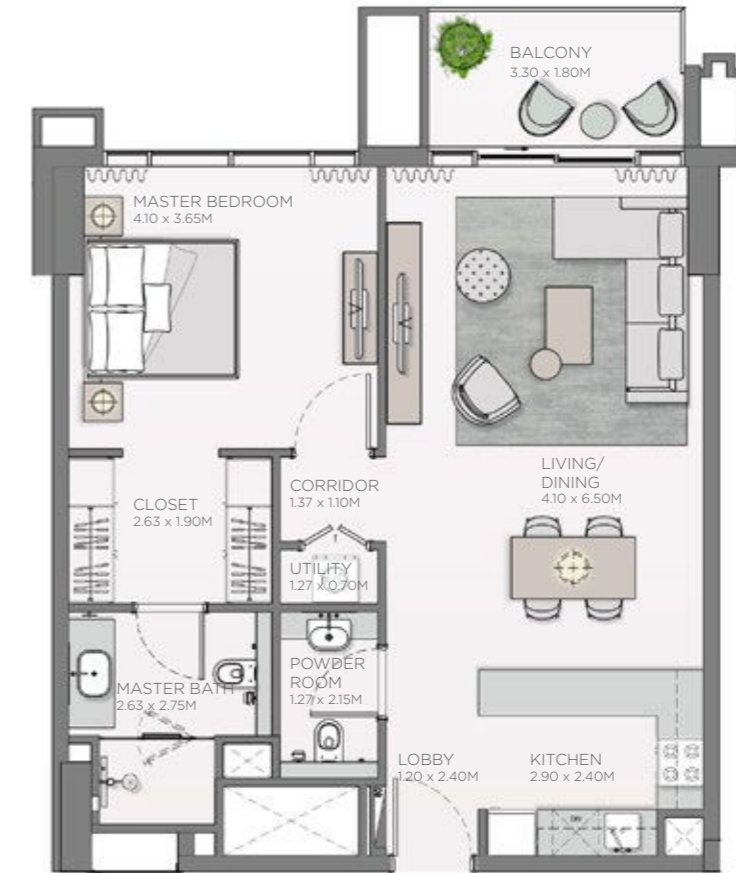 BALCONY
3.30 x 1.80M
MASTER BEDROOM
4.10 x 3.65M
LIVING/
DINING
4.10 x 6.50M
CORRIDOR
1.37 x 1.10M
CLOSET
2.63 x 1.90M
UTILITY
1.27 x 0.70M
POWDER
ROOM
1.27 x 2.15M
MASTER BATH
2.63 x 2.75M
LOBBY
1.20 x 2.40M
KITCHEN
2.90 x 2.40M